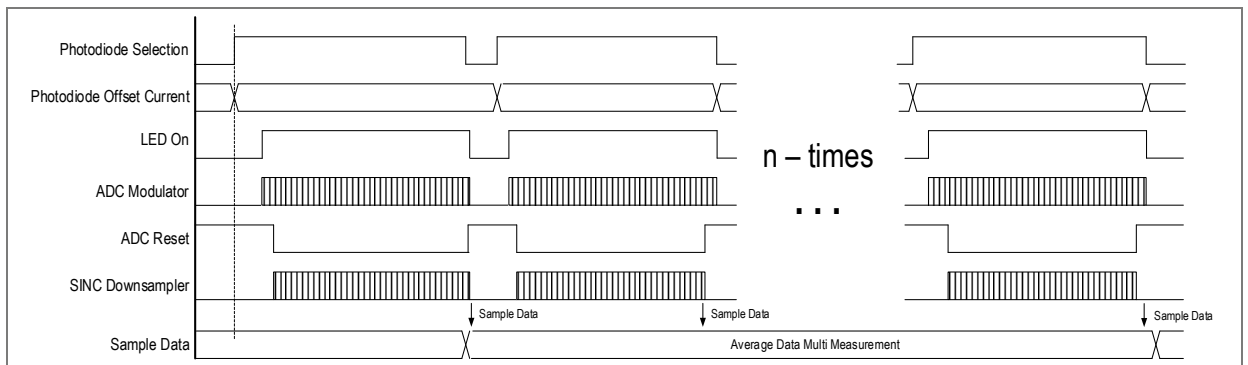 Photodiode Selection
Photodiode Offset Current
LED On
n – times
ADC Modulator
. . .
ADC Reset
SINC Downsampler
Sample Data
Sample Data
Sample Data
Sample Data
Average Data Multi Measurement